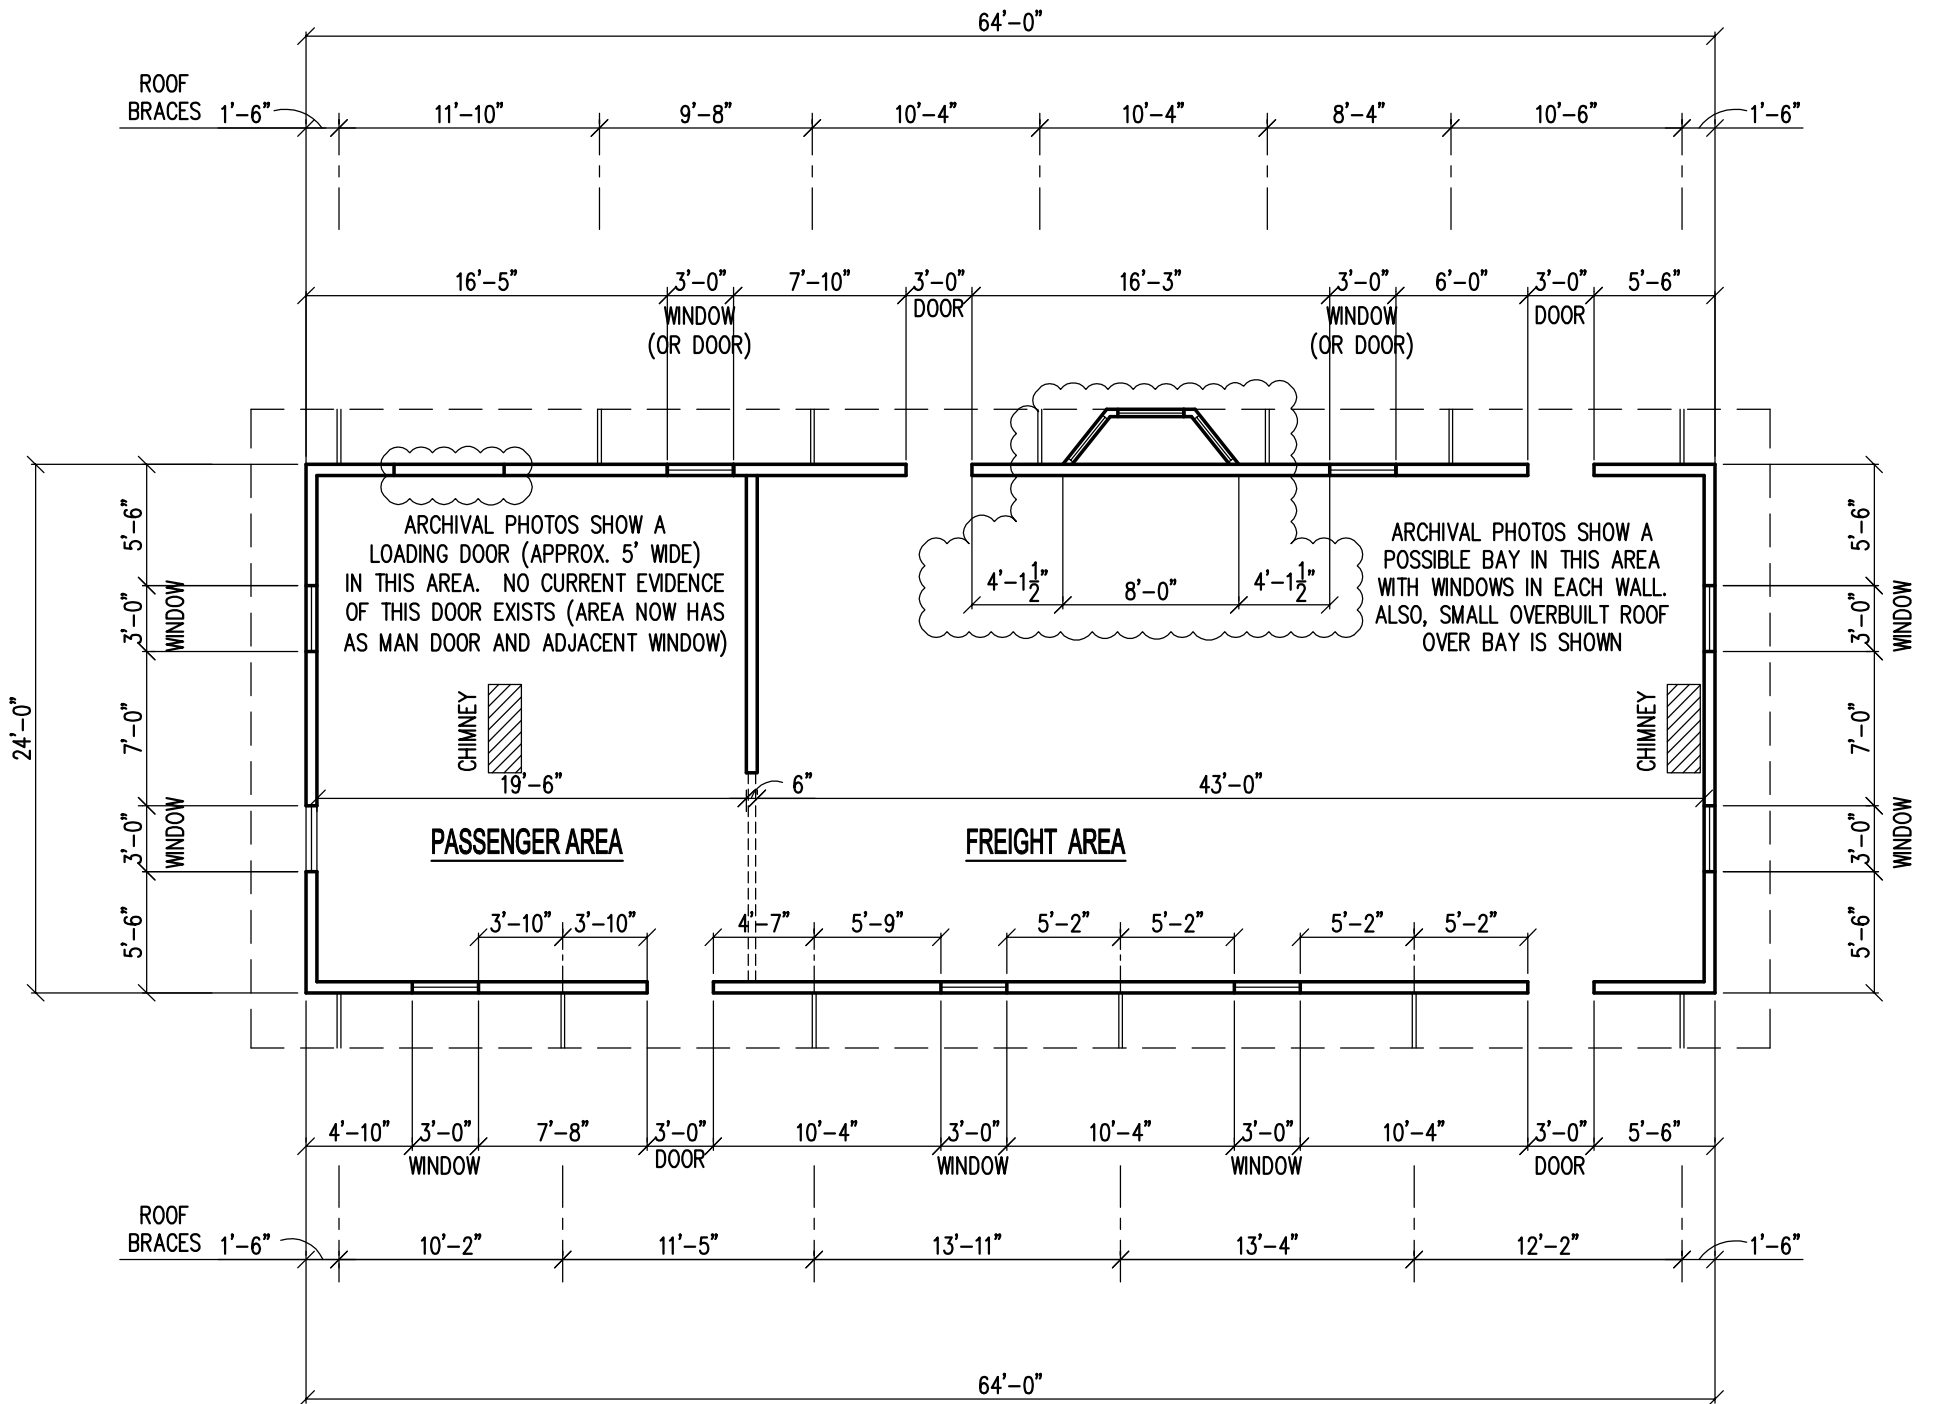 64'-0"
ROOF
BRACES 1'-6" 11'-10" 9'-8" 10'-4" 10'-4" 8'-4" 10'-6" 1'-6"
16'-5" 3'-0" 7'-10" 3'-0" 16'-3" 3'-0" 6'-0" 3'-0" 5'-6"
WINDOW DOOR WINDOW DOOR
(OR DOOR) (OR DOOR)
ARCHIVAL PHOTOS SHOW A
LOADING DOOR (APPROX. 5' WIDE)
IN THIS AREA. NO CURRENT EVIDENCE
OF THIS DOOR EXISTS (AREA NOW HAS
AS MAN DOOR AND ADJACENT WINDOW)
ARCHIVAL PHOTOS SHOW A
POSSIBLE BAY IN THIS AREA
WITH WINDOWS IN EACH WALL.
ALSO, SMALL OVERBUILT ROOF
OVER BAY IS SHOWN
4'-1 1/2" 8'-0" 4'-1 1/2"
24'-0"
5'-6"
3'-0" WINDOW
7'-0"
3'-0" WINDOW
5'-6"
5'-6"
3'-0" WINDOW
7'-0"
3'-0" WINDOW
5'-6"
CHIMNEY
CHIMNEY
19'-6" 6" 43'-0"
PASSENGER AREA
FREIGHT AREA
3'-10" 3'-10" 4'-7" 5'-9" 5'-2" 5'-2" 5'-2" 5'-2"
4'-10" 3'-0" 7'-8" 3'-0" 10'-4" 3'-0" 10'-4" 3'-0" 10'-4" 3'-0" 5'-6"
WINDOW DOOR WINDOW WINDOW DOOR
ROOF
BRACES 1'-6" 10'-2" 11'-5" 13'-11" 13'-4" 12'-2" 1'-6"
64'-0"